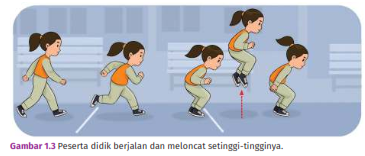 Gambar 1.3 Peserta didik berjalan dan meloncat setinggi-tingginya.